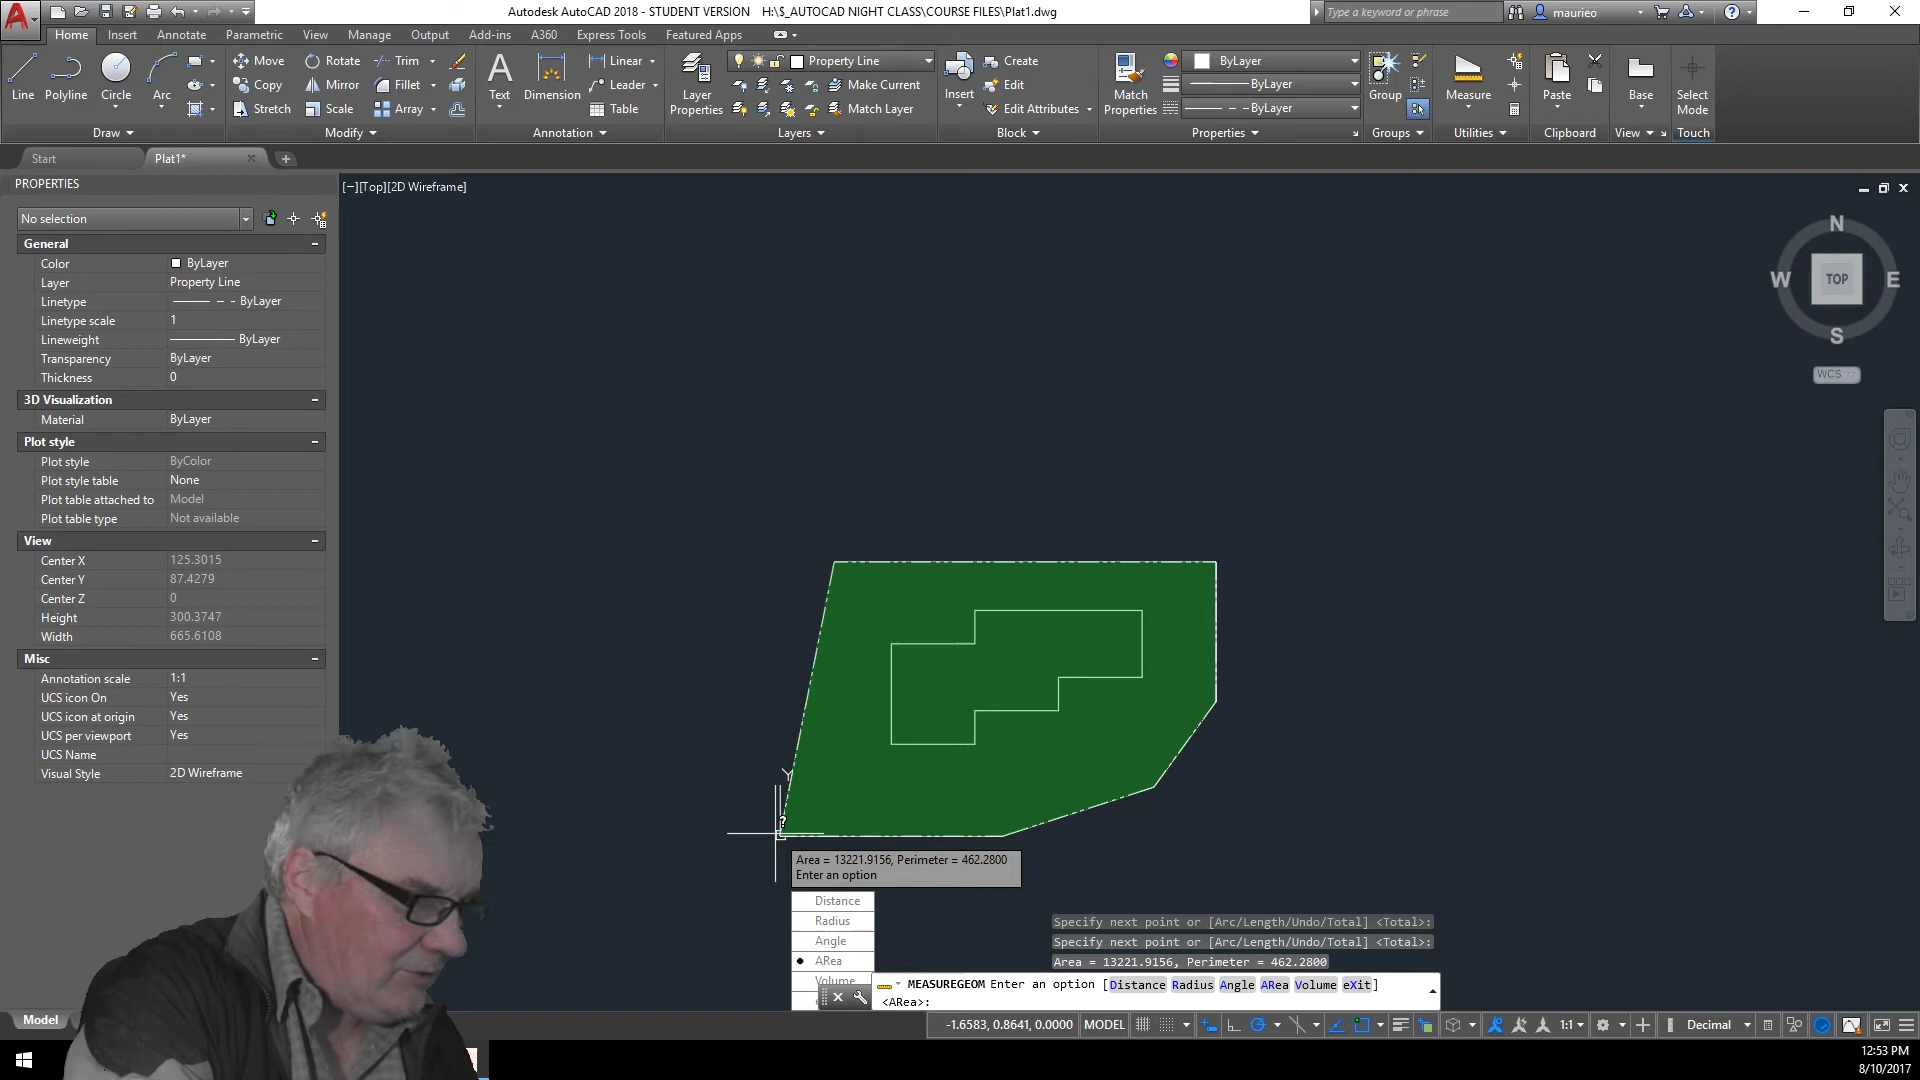 Autodesk AutoCAD 2018 - STUDENT VERSION H:\$_AUTOCAD NIGHT CLASS\COURSE FILES\Plat1.dwg
Type a keyword or phrase
maurieo
Home Insert Annotate Parametric View Manage Output Add-ins A360 Express Tools Featured Apps
Line Polyline Circle Arc
Move Rotate Trim
Copy Mirror Fillet
Stretch Scale Array
Text Dimension
Linear
Leader
Table
Layer Properties
Property Line
Make Current
Match Layer
Insert
Create
Edit
Edit Attributes
Match Properties
ByLayer
ByLayer
ByLayer
Group
Measure
Paste
Base
Select Mode
Draw Modify Annotation Layers Block Properties Groups Utilities Clipboard View Touch
Start Plat1*
PROPERTIES
[−][Top][2D Wireframe]
No selection
General
Color ByLayer
Layer Property Line
Linetype ByLayer
Linetype scale 1
Lineweight ByLayer
Transparency ByLayer
Thickness 0
3D Visualization
Material ByLayer
Plot style
Plot style ByColor
Plot style table None
Plot table attached to Model
Plot table type Not available
View
Center X 125.3015
Center Y 87.4279
Center Z 0
Height 300.3747
Width 665.6108
Misc
Annotation scale 1:1
UCS icon On Yes
UCS icon at origin Yes
UCS per viewport Yes
UCS Name
Visual Style 2D Wireframe
N
W TOP E
S
WCS
Y
?
Area = 13221.9156, Perimeter = 462.2800
Enter an option
Distance
Radius
Angle
ARea
Volume
Specify next point or [Arc/Length/Undo/Total] <Total>:
Specify next point or [Arc/Length/Undo/Total] <Total>:
Area = 13221.9156, Perimeter = 462.2800
MEASUREGEOM Enter an option [Distance Radius Angle ARea Volume eXit]
<ARea>:
Model
-1.6583, 0.8641, 0.0000 MODEL 1:1 Decimal
12:53 PM
8/10/2017